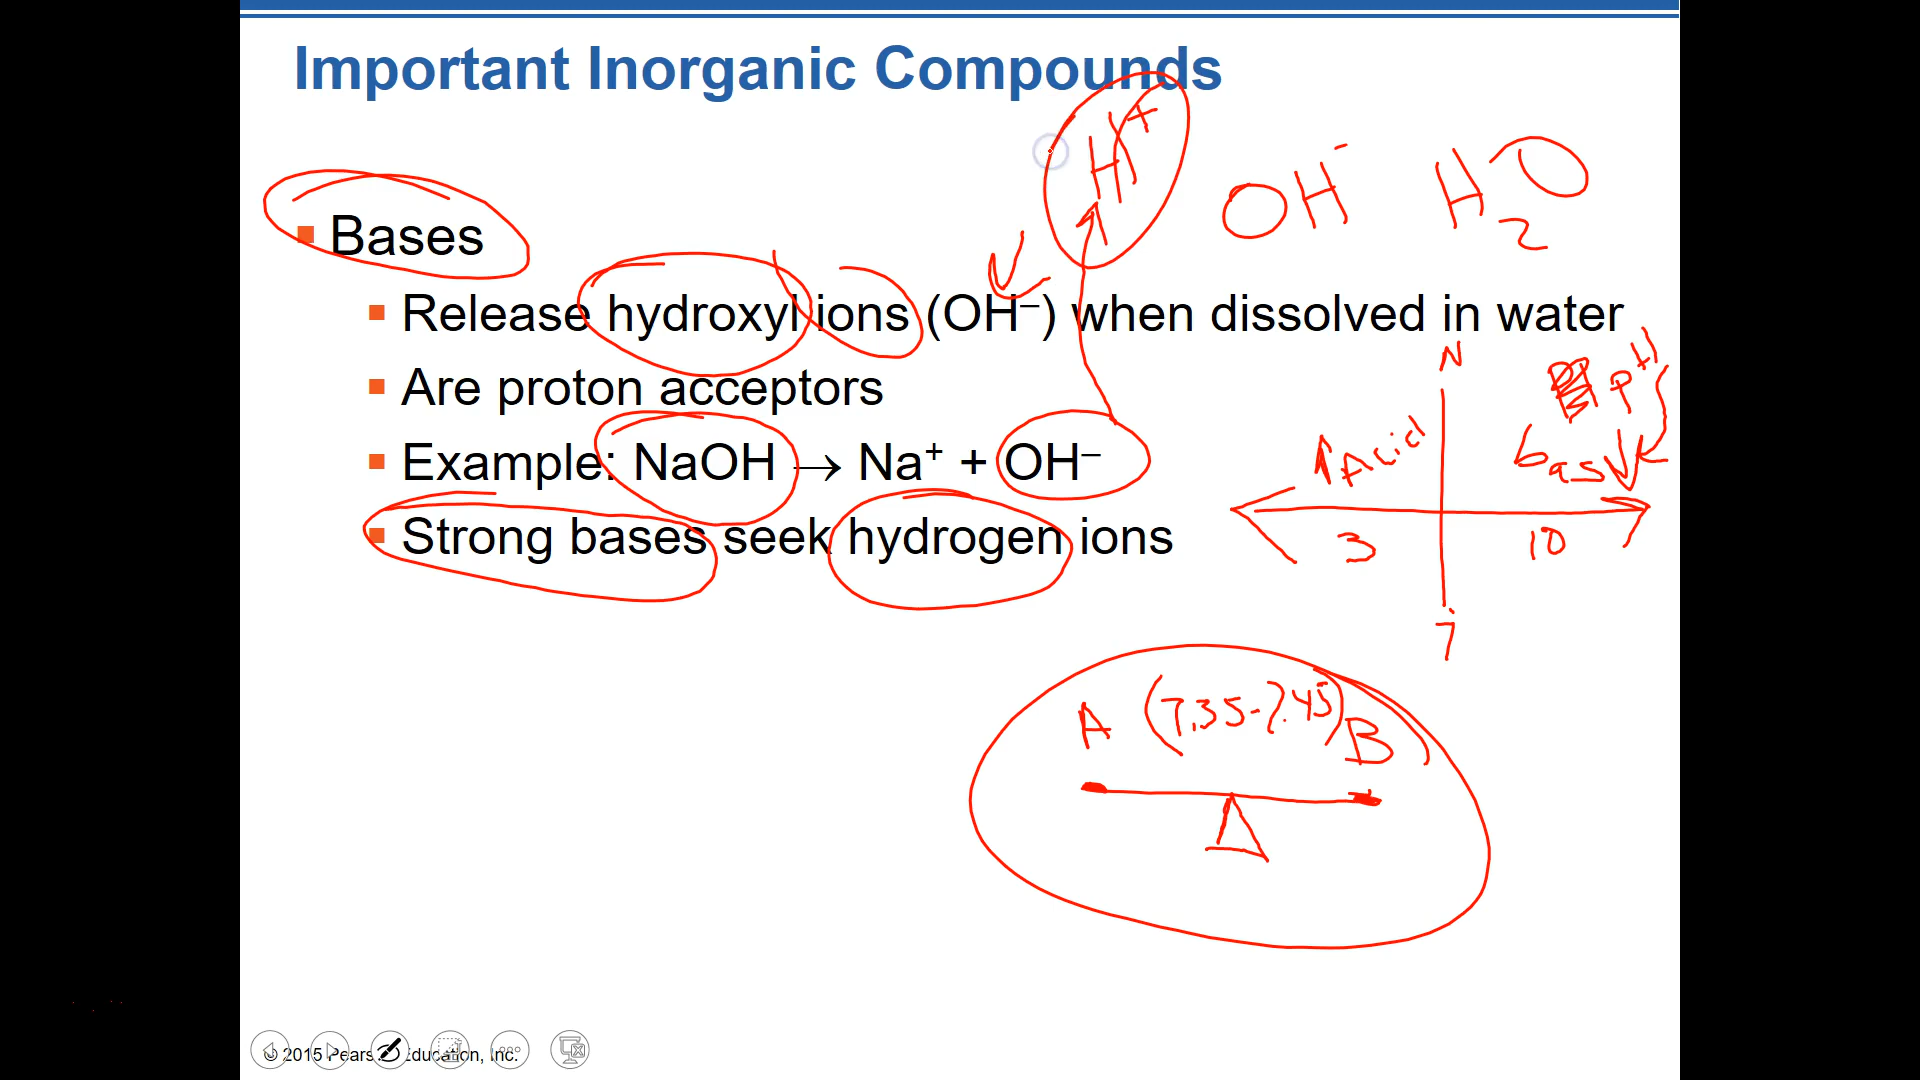 Important Inorganic Compounds
H+ OH- H2O
Bases
Release hydroxyl ions (OH–) when dissolved in water
Are proton acceptors
Example: NaOH → Na+ + OH–
Strong bases seek hydrogen ions
N
PH
Acid
3
10
7
A (7.35-7.45) B
© 2015 Pearson Education, Inc.